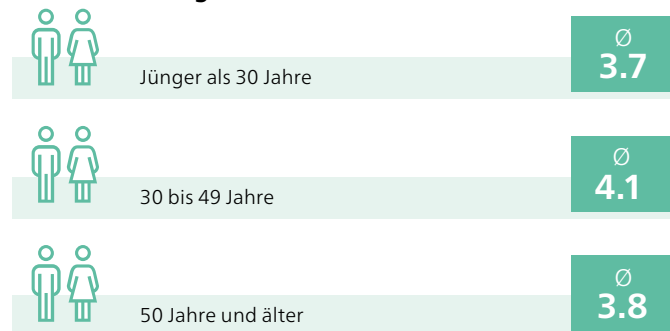 Jünger als 30 Jahre
Ø
3.7
30 bis 49 Jahre
Ø
4.1
50 Jahre und älter
Ø
3.8